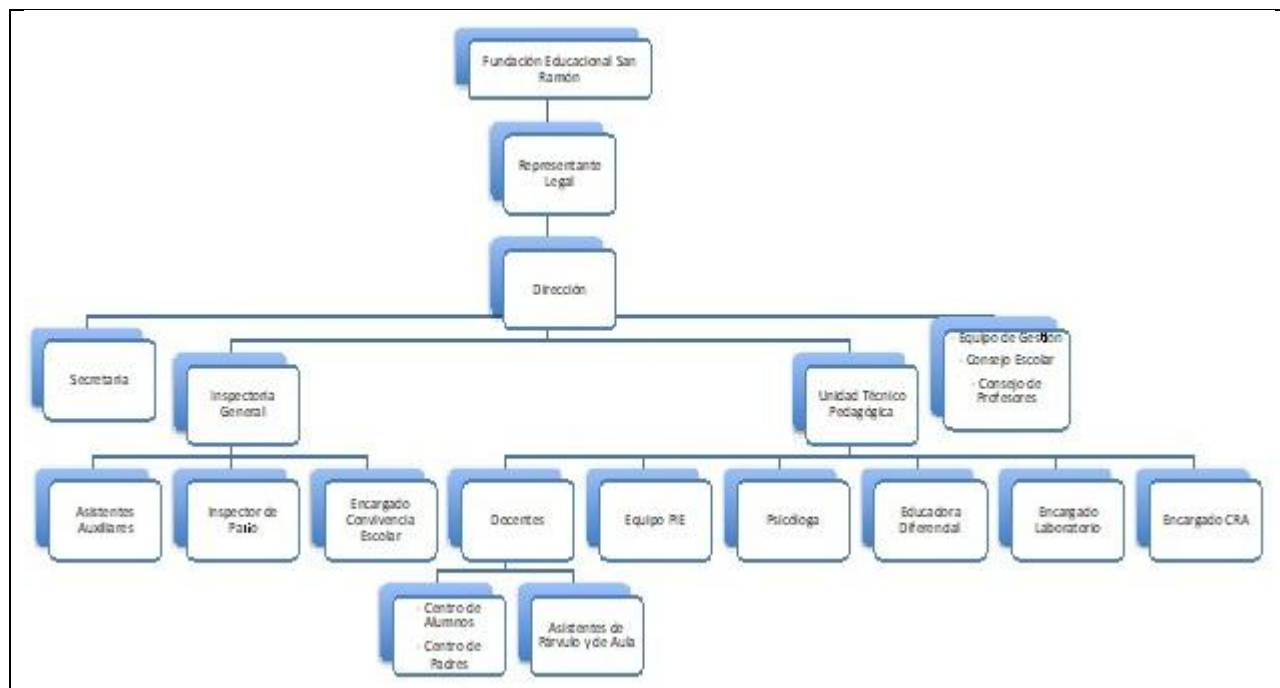 Fundación Educacional San
Ramón
Representante
Legal
Dirección
Secretaria
Inspectoría
General
Unidad Técnico
Pedagógica
- Equipo de Gestión
- Consejo Escolar
- Consejo de
Profesores
Asistentes
Auxiliares
Inspector de
Patio
Encargado
Convivencia
Escolar
Docentes
Equipo PIE
Psicóloga
Educadora
Diferencial
Encargado
Laboratorio
Encargado CRA
- Centro de
Alumnos
- Centro de
Padres
Asistentes de
Párvulo y de Aula